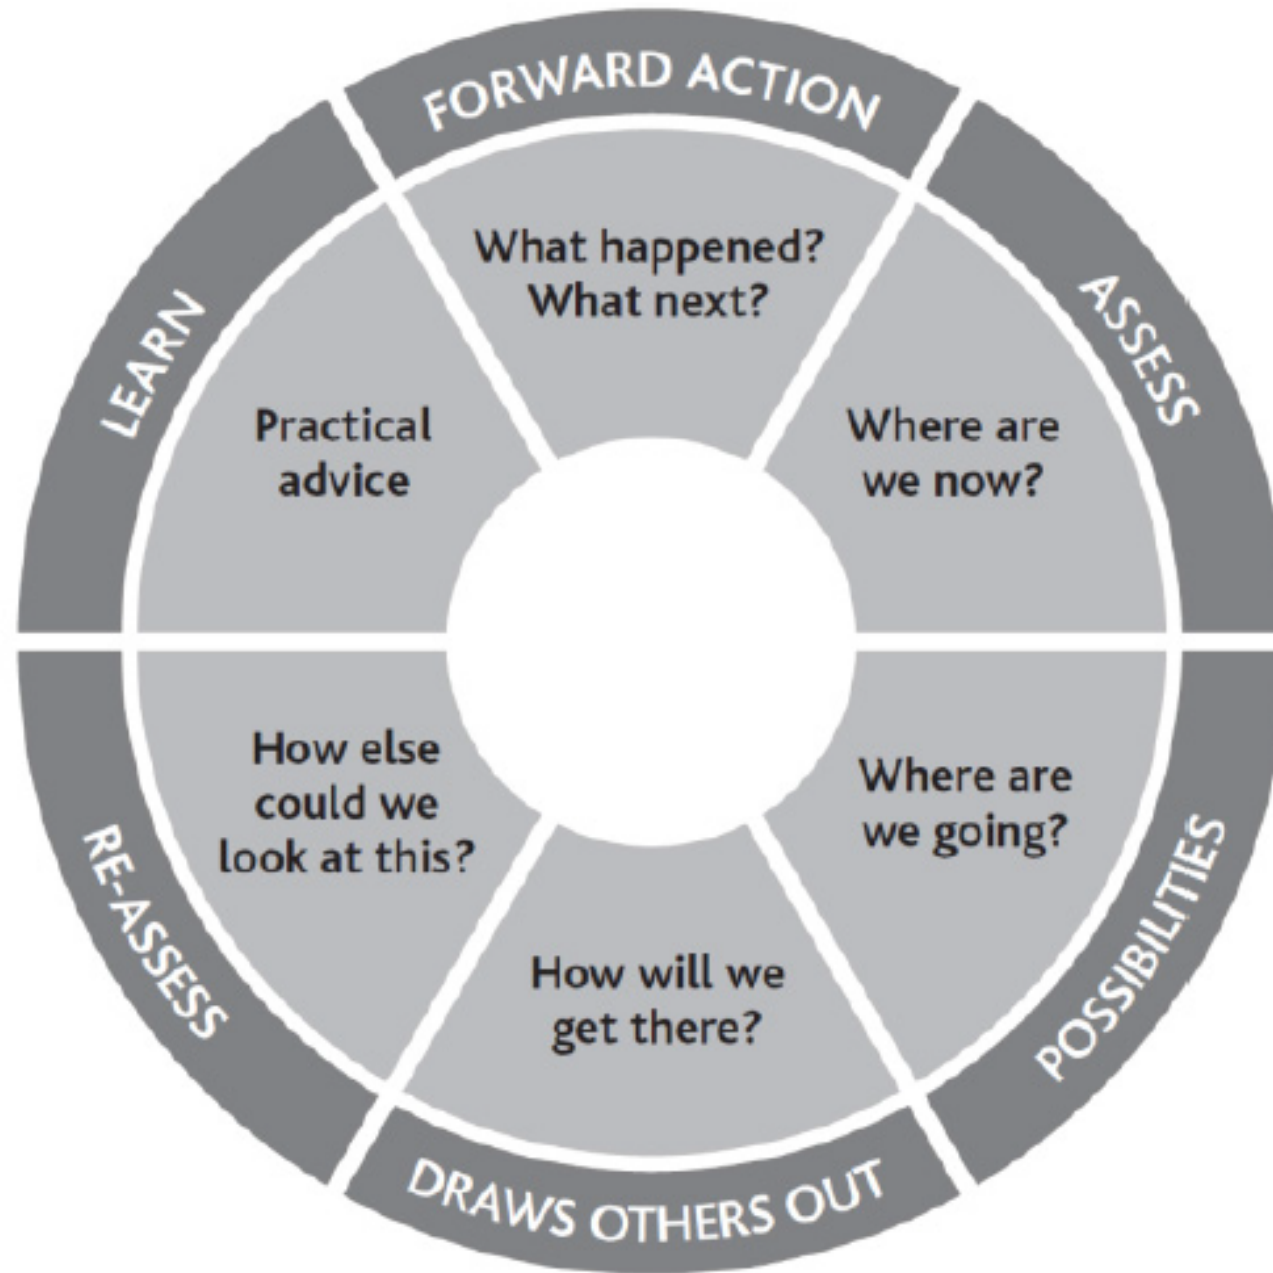 FORWARD ACTION
What happened?
What next?
ASSESS
Where are
we now?
POSSIBILITIES
Where are
we going?
DRAWS OTHERS OUT
How will we
get there?
RE-ASSESS
How else
could we
look at this?
LEARN
Practical
advice